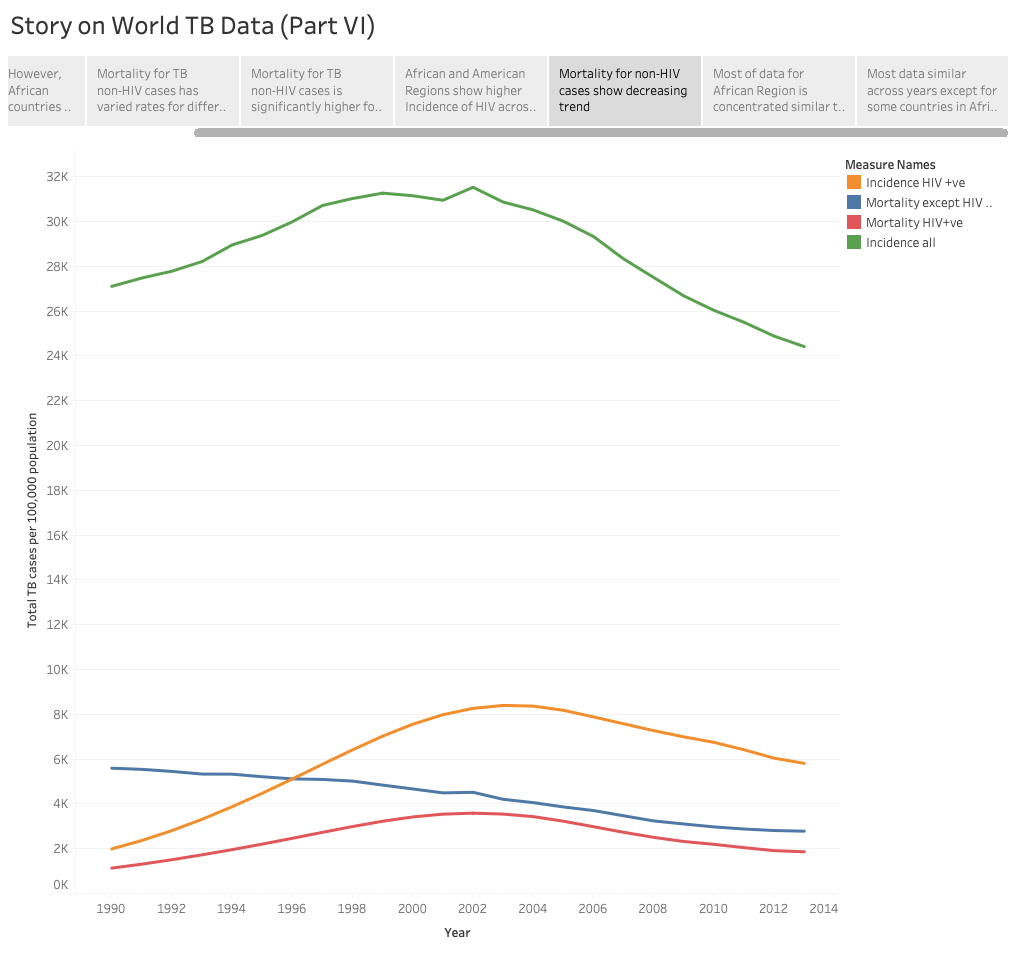 Story on World TB Data (Part VI)
However,
African
countries ..
Mortality for TB
non-HIV cases has
varied rates for differ..
Mortality for TB
non-HIV cases is
significantly higher fo..
African and American
Regions show higher
Incidence of HIV acros..
Mortality for non-HIV
cases show decreasing
trend
Most of data for
African Region is
concentrated similar t..
Most data similar
across years except for
some countries in Afri..
Measure Names
Incidence HIV +ve
Mortality except HIV ..
Mortality HIV+ve
Incidence all
Total TB cases per 100,000 population
32K
30K
28K
26K
24K
22K
20K
18K
16K
14K
12K
10K
8K
6K
4K
2K
0K
1990 1992 1994 1996 1998 2000 2002 2004 2006 2008 2010 2012 2014
Year